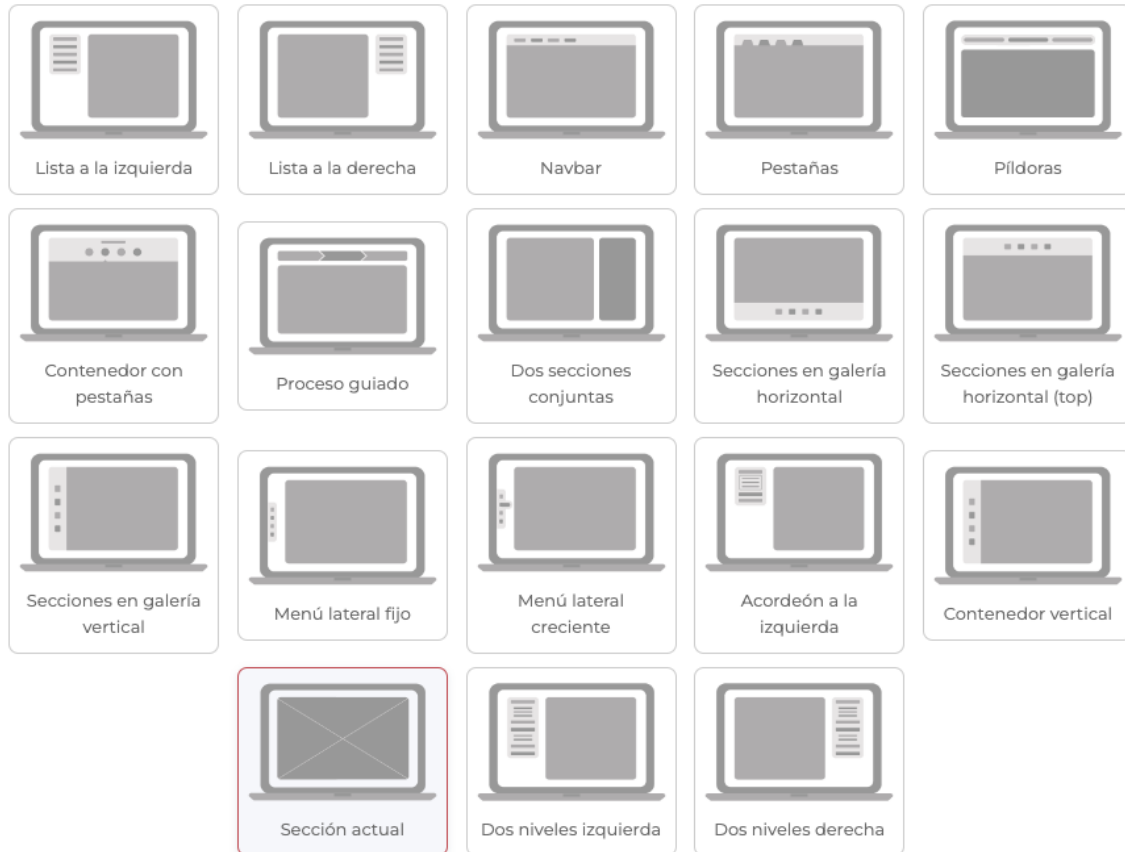 Lista a la izquierda
Lista a la derecha
Navbar
Pestañas
Píldoras
Contenedor con
pestañas
Proceso guiado
Dos secciones
conjuntas
Secciones en galería
horizontal
Secciones en galería
horizontal (top)
Secciones en galería
vertical
Menú lateral fijo
Menú lateral
creciente
Acordeón a la
izquierda
Contenedor vertical
Sección actual
Dos niveles izquierda
Dos niveles derecha